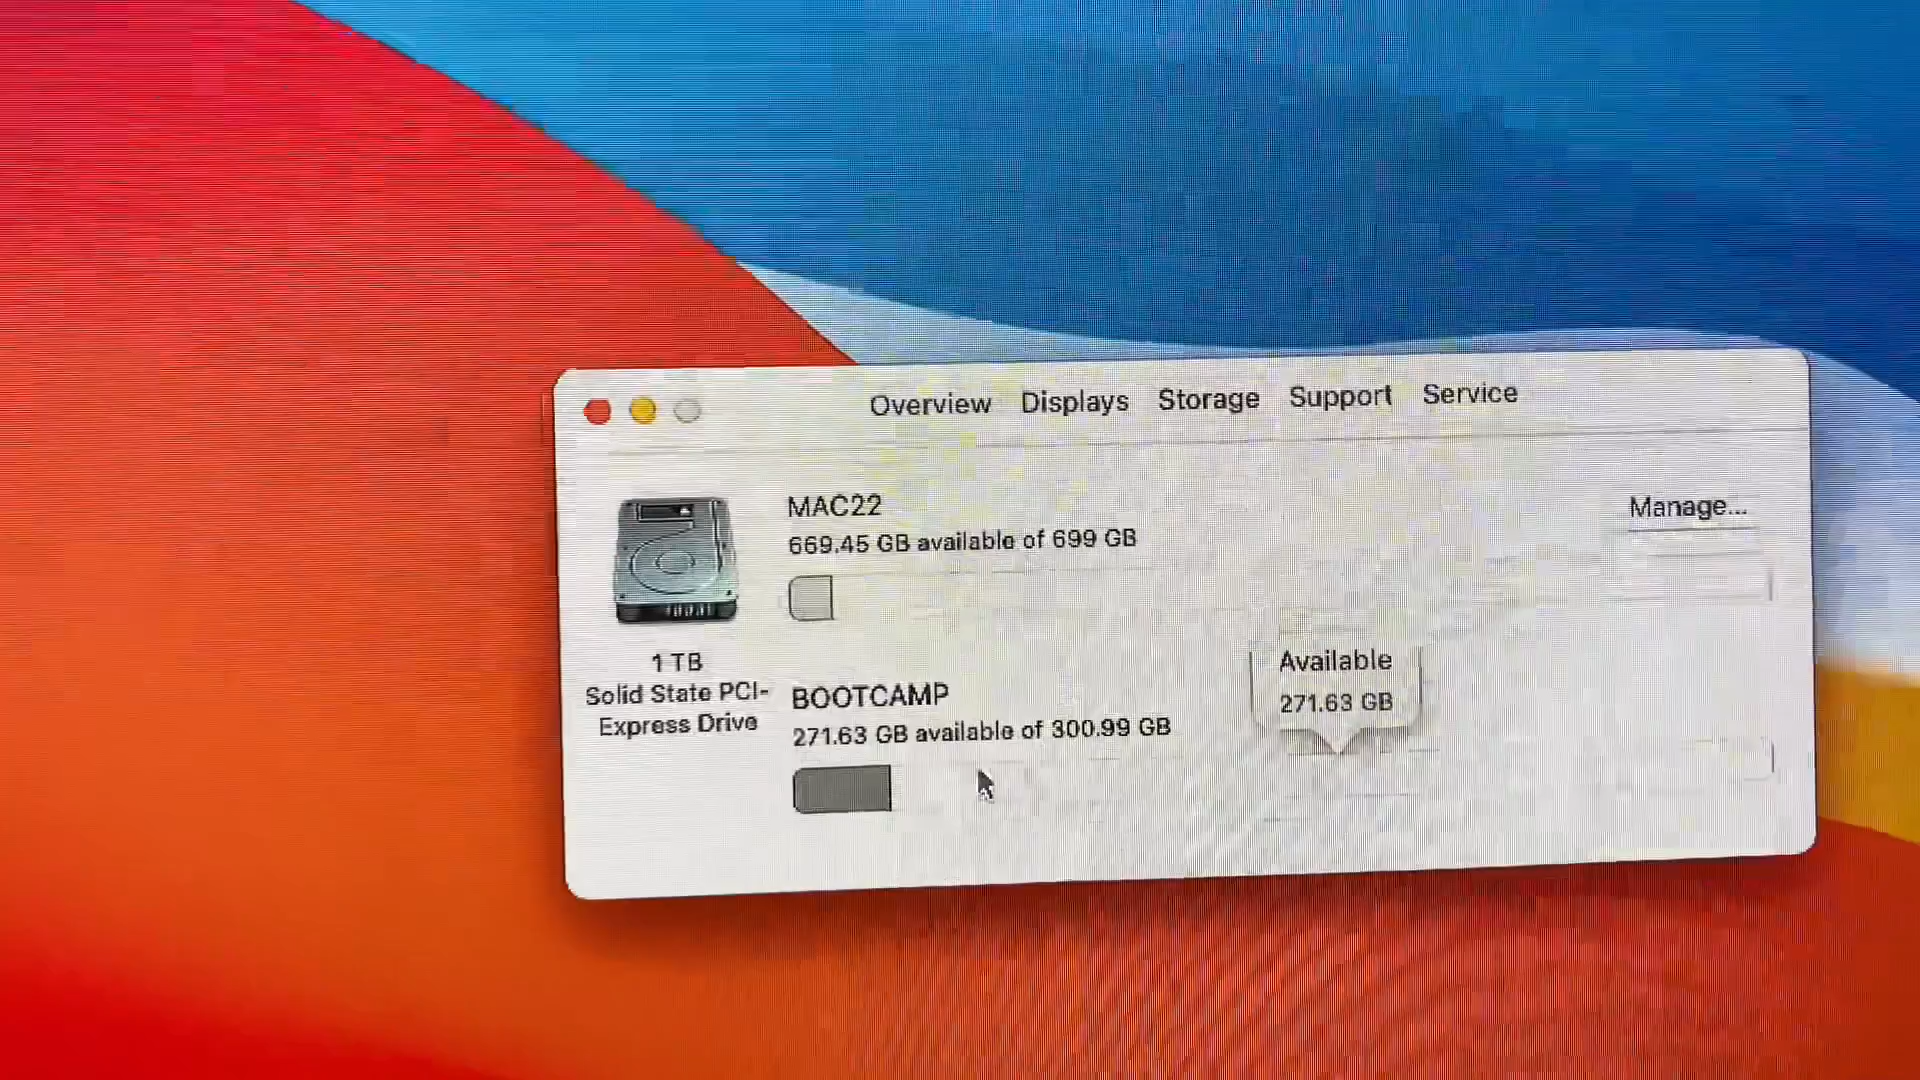 Overview Displays Storage Support Service
MAC22
669.45 GB available of 699 GB
Manage...
1 TB
Solid State PCI-
Express Drive
BOOTCAMP
271.63 GB available of 300.99 GB
Available
271.63 GB